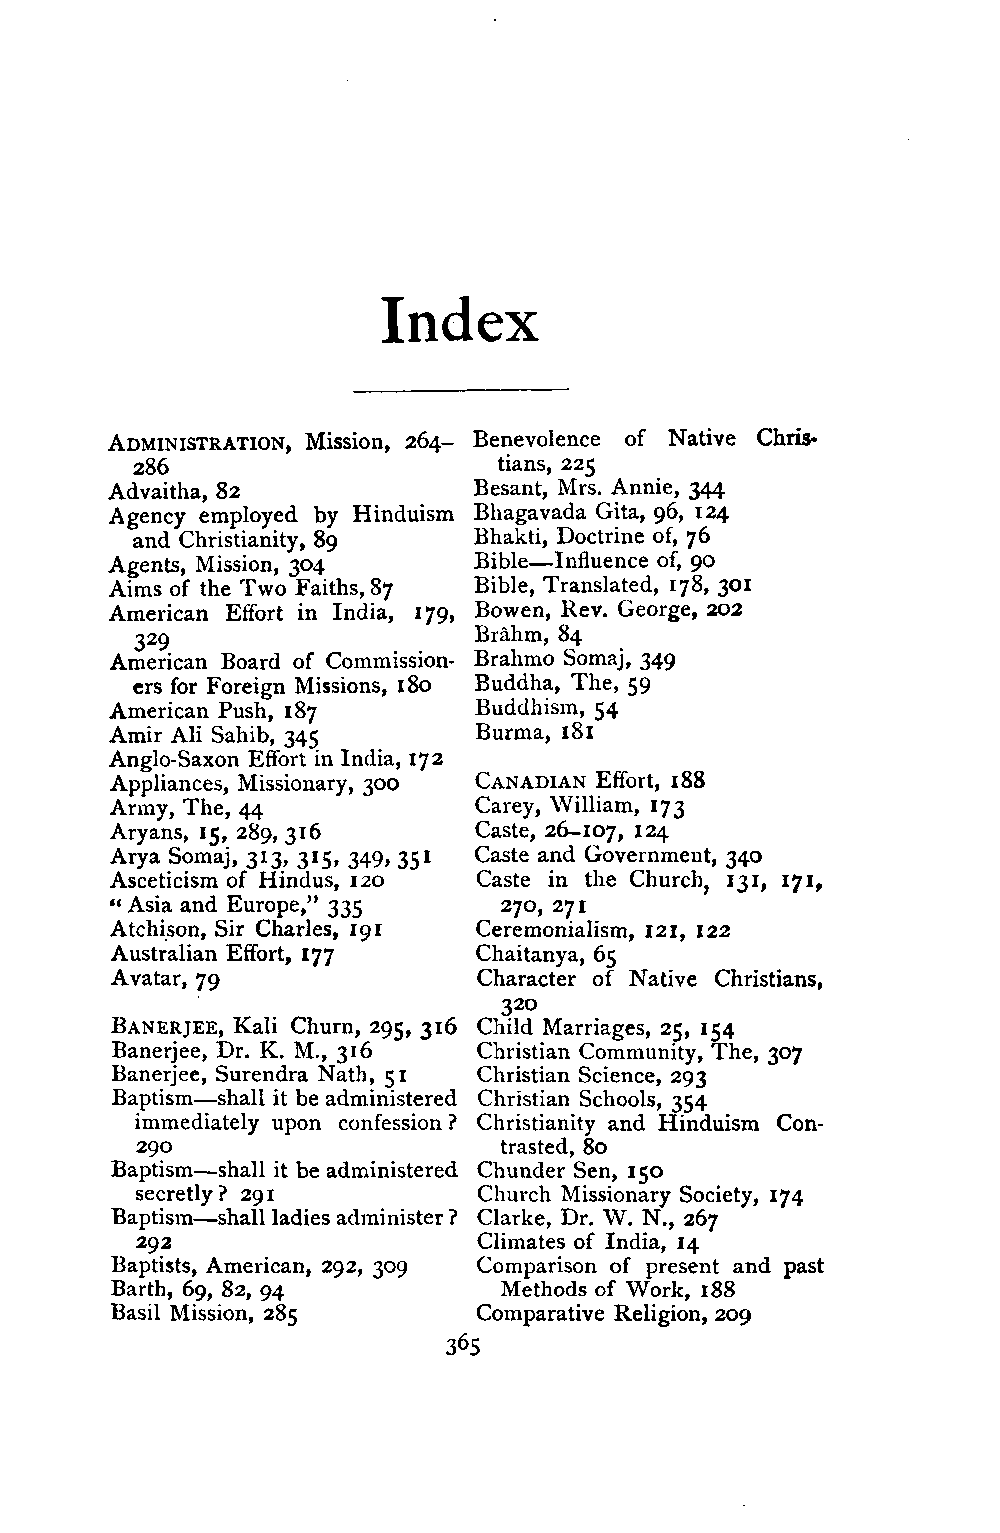 Index
ADMINISTRATION, Mission, 264–
286
Advaitha, 82
Agency employed by Hinduism
and Christianity, 89
Agents, Mission, 304
Aims of the Two Faiths, 87
American Effort in India, 179,
329
American Board of Commission-
ers for Foreign Missions, 180
American Push, 187
Amir Ali Sahib, 345
Anglo-Saxon Effort in India, 172
Appliances, Missionary, 300
Army, The, 44
Aryans, 15, 289, 316
Arya Somaj, 313, 315, 349, 351
Asceticism of Hindus, 120
“Asia and Europe,” 335
Atchison, Sir Charles, 191
Australian Effort, 177
Avatar, 79
BANERJEE, Kali Churn, 295, 316
Banerjee, Dr. K. M., 316
Banerjee, Surendra Nath, 51
Baptism—shall it be administered
immediately upon confession?
290
Baptism—shall it be administered
secretly? 291
Baptism—shall ladies administer?
292
Baptists, American, 292, 309
Barth, 69, 82, 94
Basil Mission, 285
Benevolence of Native Chris-
tians, 225
Besant, Mrs. Annie, 344
Bhagavada Gita, 96, 124
Bhakti, Doctrine of, 76
Bible—Influence of, 90
Bible, Translated, 178, 301
Bowen, Rev. George, 202
Brâhm, 84
Brahmo Somaj, 349
Buddha, The, 59
Buddhism, 54
Burma, 181
CANADIAN Effort, 188
Carey, William, 173
Caste, 26–107, 124
Caste and Government, 340
Caste in the Church, 131, 171,
270, 271
Ceremonialism, 121, 122
Chaitanya, 65
Character of Native Christians,
320
Child Marriages, 25, 154
Christian Community, The, 307
Christian Science, 293
Christian Schools, 354
Christianity and Hinduism Con-
trasted, 80
Chunder Sen, 150
Church Missionary Society, 174
Clarke, Dr. W. N., 267
Climates of India, 14
Comparison of present and past
Methods of Work, 188
Comparative Religion, 209
365